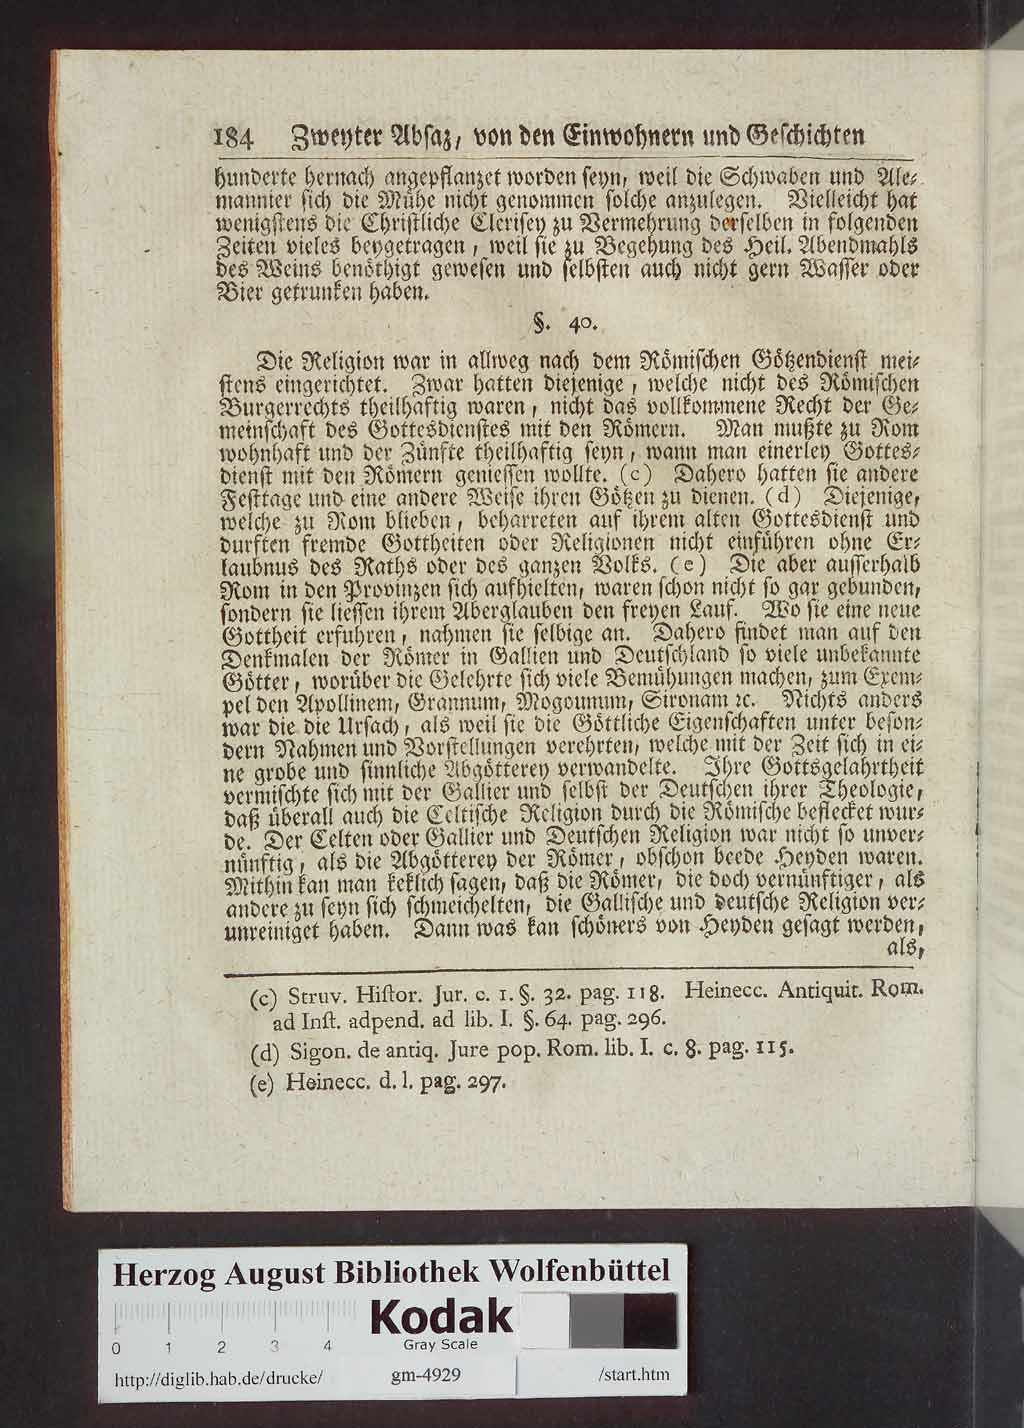 184 Zweyter Absaz, von den Einwohnern und Geschichten
hunderte hernach angepflanzet worden seyn, weil die Schwaben und Ale-
mannier sich die Mühe nicht genommen solche anzulegen. Vielleicht hat
wenigstens die Christliche Clerisey zu Vermehrung derselben in folgenden
Zeiten vieles beygetragen, weil sie zu Begehung des Heil. Abendmahls
des Weins benöthigt gewesen und selbsten auch nicht gern Wasser oder
Bier getrunken haben.
§. 40.
Die Religion war in allweg nach dem Römischen Götzendienst mei-
stens eingerichtet. Zwar hatten diejenige, welche nicht des Römischen
Burgerrechts theilhaftig waren, nicht das vollkommene Recht der Ge-
meinschaft des Gottesdienstes mit den Römern. Man mußte zu Rom
wohnhaft und der Zünfte theilhaftig seyn, wann man einerley Gottes-
dienst mit den Römern geniessen wollte. (c) Dahero hatten sie andere
Festtage und eine andere Weise ihren Götzen zu dienen. (d) Diejenige,
welche zu Rom blieben, beharreten auf ihrem alten Gottesdienst und
durften fremde Gottheiten oder Religionen nicht einführen ohne Er-
laubnus des Raths oder des ganzen Volks. (e) Die aber ausserhalb
Rom in den Provinzen sich aufhielten, waren schon nicht so gar gebunden,
sondern sie liessen ihrem Aberglauben den freyen Lauf. Wo sie eine neue
Gottheit erfuhren, nahmen sie selbige an. Dahero findet man auf den
Denkmalen der Römer in Gallien und Deutschland so viele unbekannte
Götter, worüber die Gelehrte sich viele Bemühungen machen, zum Exem-
pel den Apollinem, Grannum, Mogounum, Sironam ꝛc. Nichts anders
war die die Ursach, als weil sie die Göttliche Eigenschaften unter beson-
dern Nahmen und Vorstellungen verehrten, welche mit der Zeit sich in ei-
ne grobe und sinnliche Abgötterey verwandelte. Ihre Gottsgelahrtheit
vermischte sich mit der Gallier und selbst der Deutschen ihrer Theologie,
daß überall auch die Celtische Religion durch die Römische beflecket wur-
de. Der Celten oder Gallier und Deutschen Religion war nicht so unver-
nünftig, als die Abgötterey der Römer, obschon beede Heyden waren.
Mithin kan man keklich sagen, daß die Römer, die doch vernünftiger, als
andere zu seyn sich schmeichelten, die Gallische und deutsche Religion ver-
unreiniget haben. Dann was kan schöners von Heyden gesagt werden,
als,
(c) Struv. Histor. Jur. c. 1. §. 32. pag. 118. Heinecc. Antiquit. Rom.
ad Inst. adpend. ad lib. I. §. 64. pag. 296.
(d) Sigon. de antiq. Jure pop. Rom. lib. I. c. 8. pag. 115.
(e) Heinecc. d. l. pag. 297.
Herzog August Bibliothek Wolfenbüttel
Kodak
Gray Scale
0 1 2 3 4
http://diglib.hab.de/drucke/ gm-4929 /start.htm